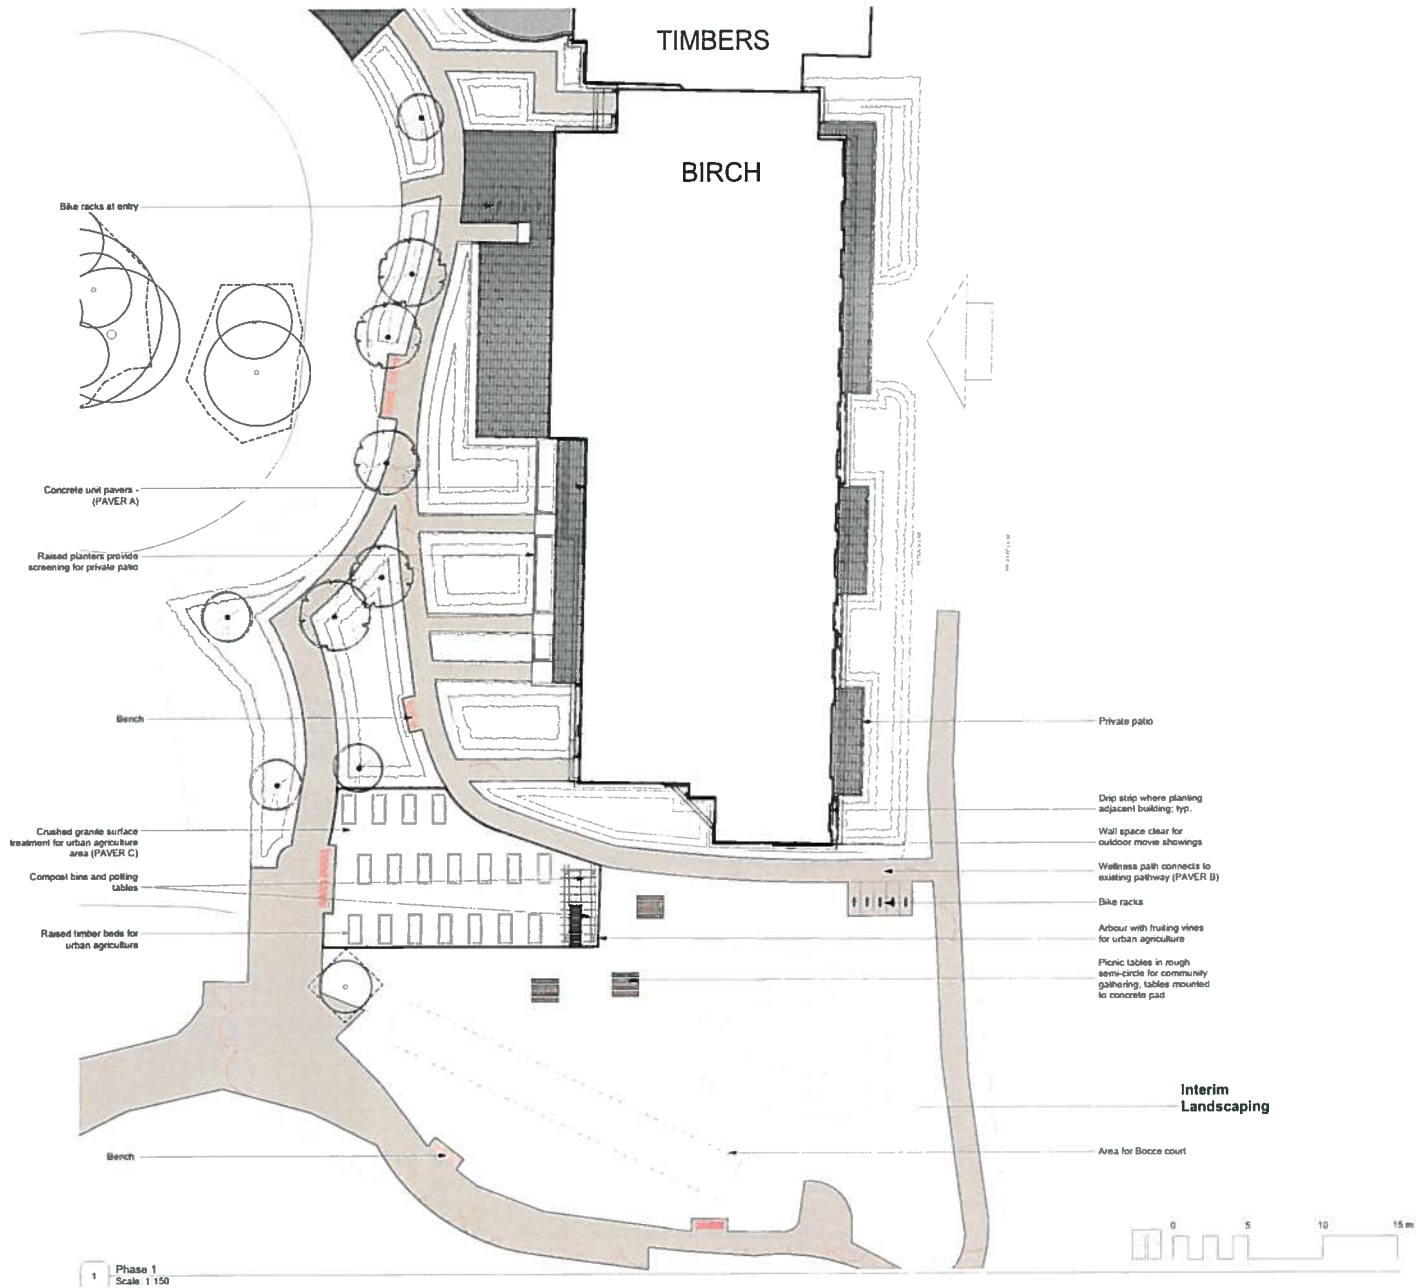 TIMBERS
BIRCH
Bike racks at entry
Concrete unit pavers -
(PAVER A)
Raised planters provide
screening for private patio
Bench
Crushed granite surface
treatment for urban agriculture
area (PAVER C)
Compost bins and potting
tables
Raised timber beds for
urban agriculture
Bench
Private patio
Drip strip where planting
adjacent building; typ.
Wall space clear for
outdoor movie showings
Wellness path connects to
existing pathway (PAVER B)
Bike racks
Arbour with fruiting vines
for urban agriculture
Picnic tables in rough
semi-circle for community
gathering, tables mounted
to concrete pad
Interim
Landscaping
Area for Bocce court
0 5 10 15 m
1 Phase 1
Scale 1:150